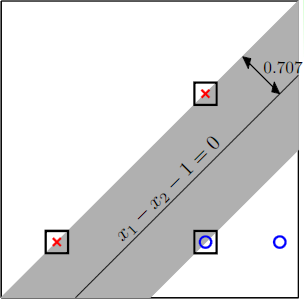 0.707
x₁ − x₂ − 1 = 0